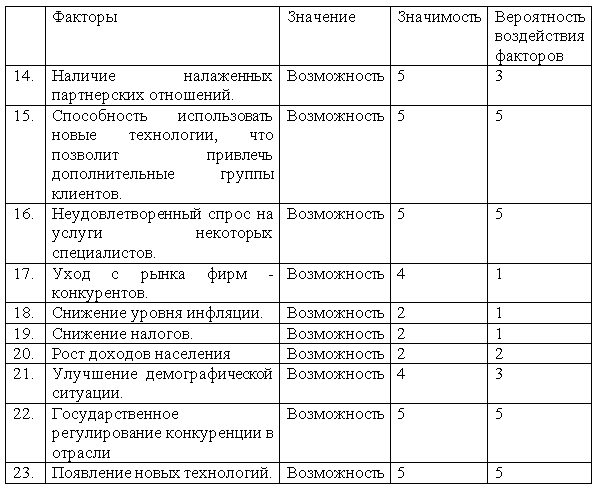 Факторы Значение Значимость Вероятность
воздействия
факторов
14. Наличие налаженных Возможность 5 3
партнерских отношений.
15. Способность использовать Возможность 5 5
новые технологии, что
позволит привлечь
дополнительные группы
клиентов.
16. Неудовлетворенный спрос на Возможность 5 5
услуги некоторых
специалистов.
17. Уход с рынка фирм - Возможность 4 1
конкурентов.
18. Снижение уровня инфляции. Возможность 2 1
19. Снижение налогов. Возможность 2 1
20. Рост доходов населения Возможность 2 2
21. Улучшение демографической Возможность 4 3
ситуации.
22. Государственное Возможность 5 5
регулирование конкуренции в
отрасли
23. Появление новых технологий. Возможность 5 5